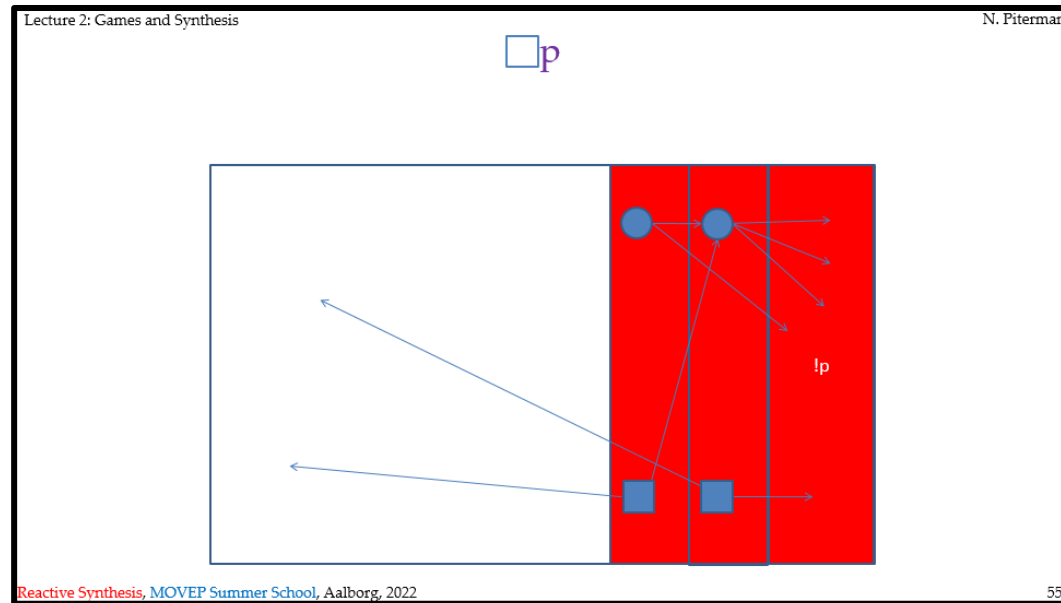 Lecture 2: Games and Synthesis
N. Piterman
□p
!p
Reactive Synthesis, MOVEP Summer School, Aalborg, 2022
55